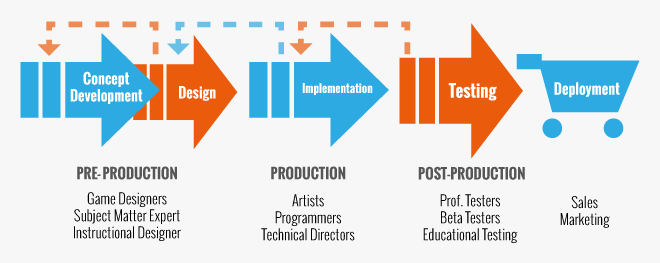 Concept
Development
Design
Implementation
Testing
Deployment
PRE-PRODUCTION
Game Designers
Subject Matter Expert
Instructional Designer
PRODUCTION
Artists
Programmers
Technical Directors
POST-PRODUCTION
Prof. Testers
Beta Testers
Educational Testing
Sales
Marketing